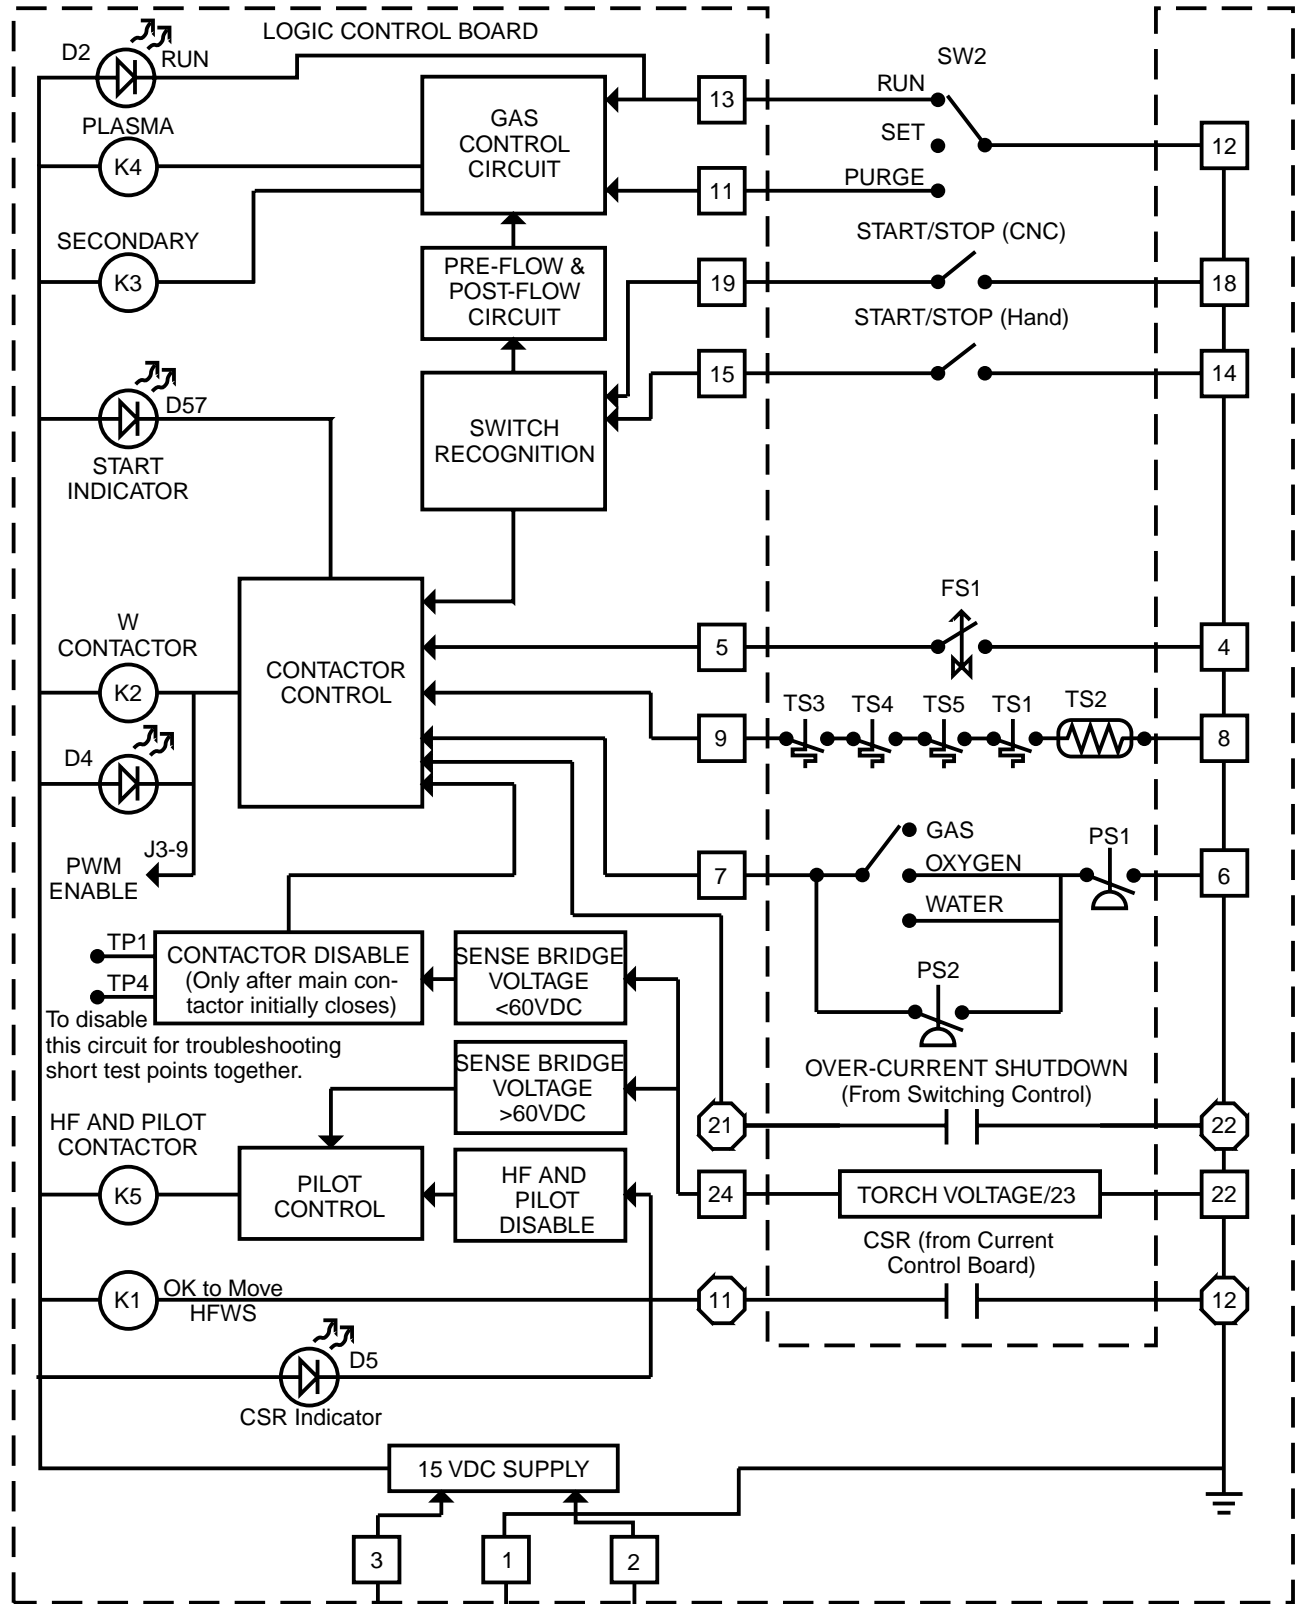 LOGIC CONTROL BOARD
D2
RUN
PLASMA
K4
SECONDARY
K3
GAS
CONTROL
CIRCUIT
PRE-FLOW &
POST-FLOW
CIRCUIT
SWITCH
RECOGNITION
13
11
19
15
SW2
RUN
SET
PURGE
START/STOP (CNC)
START/STOP (Hand)
12
18
14
D57
START
INDICATOR
W
CONTACTOR
K2
D4
J3-9
PWM
ENABLE
CONTACTOR
CONTROL
5
FS1
4
9
TS3
TS4
TS5
TS1
TS2
8
7
GAS
OXYGEN
WATER
PS1
PS2
6
TP1
TP4
CONTACTOR DISABLE
(Only after main con-
tactor initially closes)
To disable
this circuit for troubleshooting
short test points together.
SENSE BRIDGE
VOLTAGE
<60VDC
SENSE BRIDGE
VOLTAGE
>60VDC
OVER-CURRENT SHUTDOWN
(From Switching Control)
21
22
HF AND PILOT
CONTACTOR
K5
PILOT
CONTROL
HF AND
PILOT
DISABLE
24
TORCH VOLTAGE/23
22
CSR (from Current
Control Board)
K1
OK to Move
HFWS
11
12
D5
CSR Indicator
15 VDC SUPPLY
3
1
2